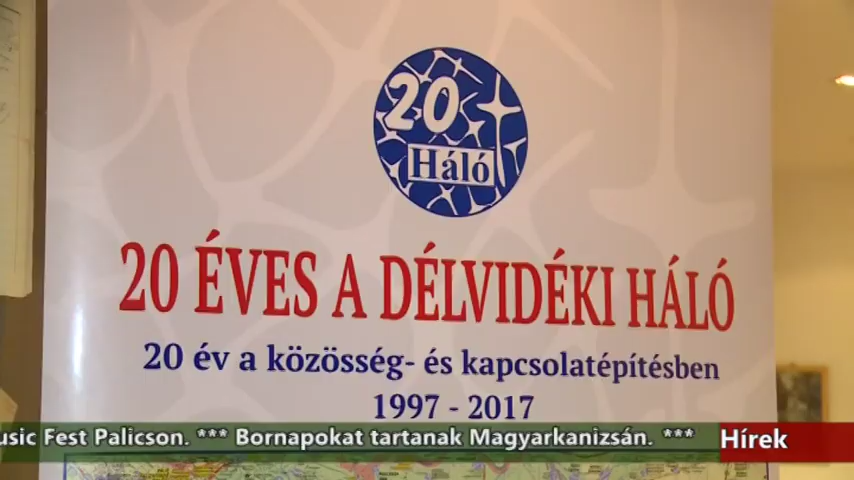 20
Háló
20 ÉVES A DÉLVIDÉKI HÁLÓ
20 év a közösség- és kapcsolatépítésben
1997 - 2017
Fest Palicson. *** Bornapokat tartanak Magyarkanizsán. ***
Hírek